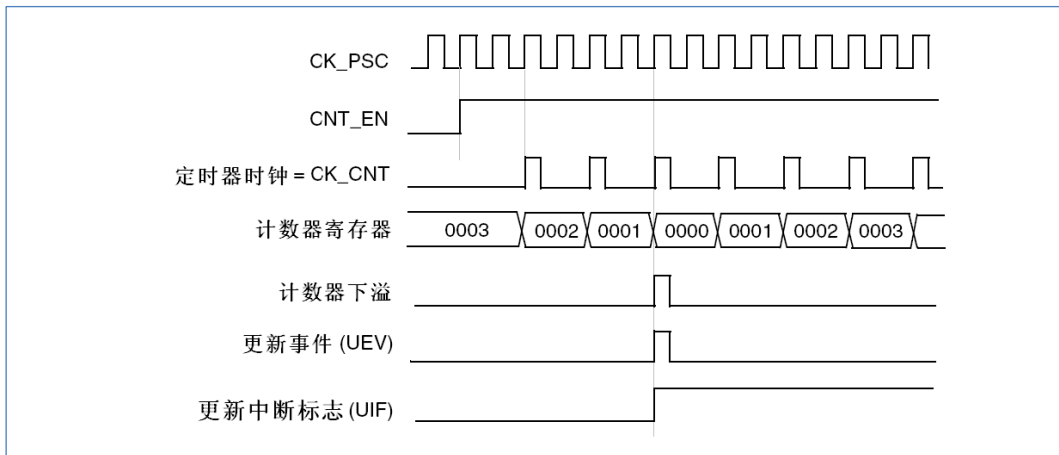 CK_PSC
CNT_EN
定时器时钟 = CK_CNT
计数器寄存器 0003 0002 0001 0000 0001 0002 0003
计数器下溢
更新事件 (UEV)
更新中断标志 (UIF)